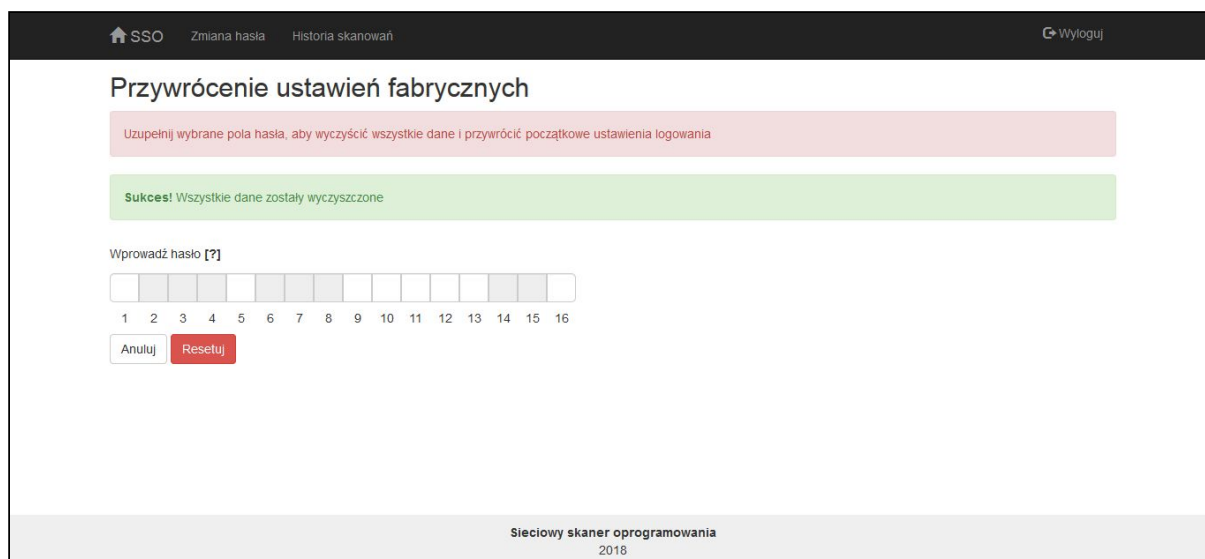 SSO Zmiana hasła Historia skanowań Wyloguj
Przywrócenie ustawień fabrycznych
Uzupełnij wybrane pola hasła, aby wyczyścić wszystkie dane i przywrócić początkowe ustawienia logowania
Sukces! Wszystkie dane zostały wyczyszczone
Wprowadź hasło [?]
1 2 3 4 5 6 7 8 9 10 11 12 13 14 15 16
Anuluj Resetuj
Sieciowy skaner oprogramowania
2018